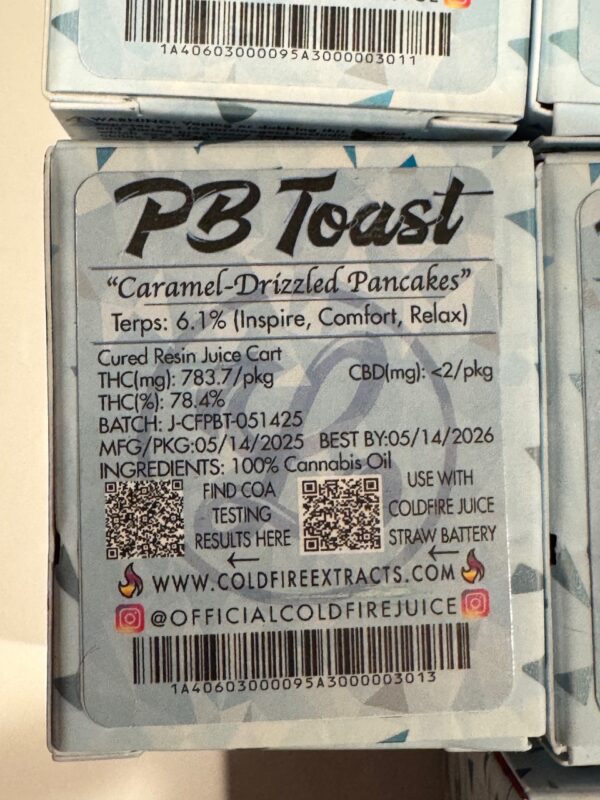 1A40603000095A3000003011
WARNING:
PB Toast
“Caramel-Drizzled Pancakes”
Terps: 6.1% (Inspire, Comfort, Relax)
Cured Resin Juice Cart
THC(mg): 783.7/pkg CBD(mg): <2/pkg
THC(%): 78.4%
BATCH: J-CFPBT-051425
MFG/PKG:05/14/2025 BEST BY:05/14/2026
INGREDIENTS: 100% Cannabis Oil
FIND COA
TESTING
RESULTS HERE
USE WITH
COLDFIRE JUICE
STRAW BATTERY
WWW.COLDFIREEXTRACTS.COM
@OFFICIALCOLDFIREJUICE
1A40603000095A3000003013